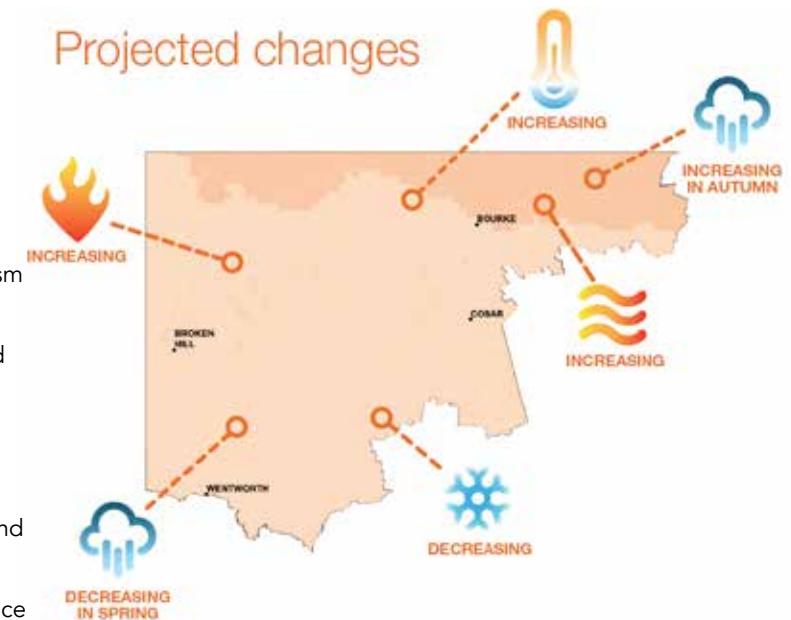 Projected changes
INCREASING
INCREASING
IN AUTUMN
INCREASING
BOURKE
COBAR
INCREASING
BROKEN
HILL
WENTWORTH
DECREASING
DECREASING
IN SPRING